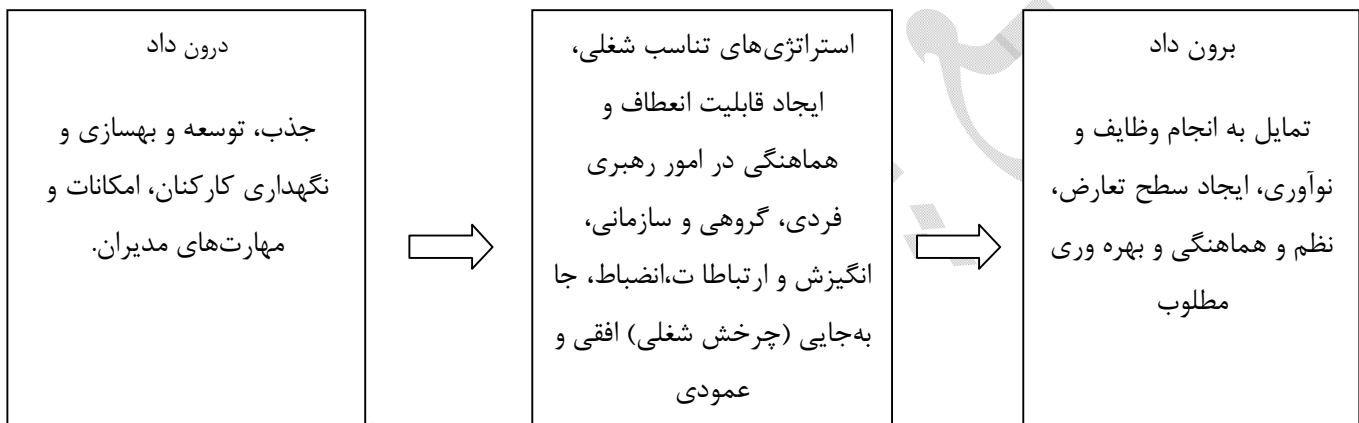 درون داد
جذب، توسعه و بهسازی و
نگهداری کارکنان، امکانات و
مهارت‌های مدیران.
استراتژی‌های تناسب شغلی،
ایجاد قابلیت انعطاف و
هماهنگی در امور رهبری
فردی، گروهی و سازمانی،
انگیزش و ارتباطا ت،انضباط، جا
به‌جایی (چرخش شغلی) افقی و
عمودی
برون داد
تمایل به انجام وظایف و
نوآوری، ایجاد سطح تعارض،
نظم و هماهنگی و بهره وری
مطلوب